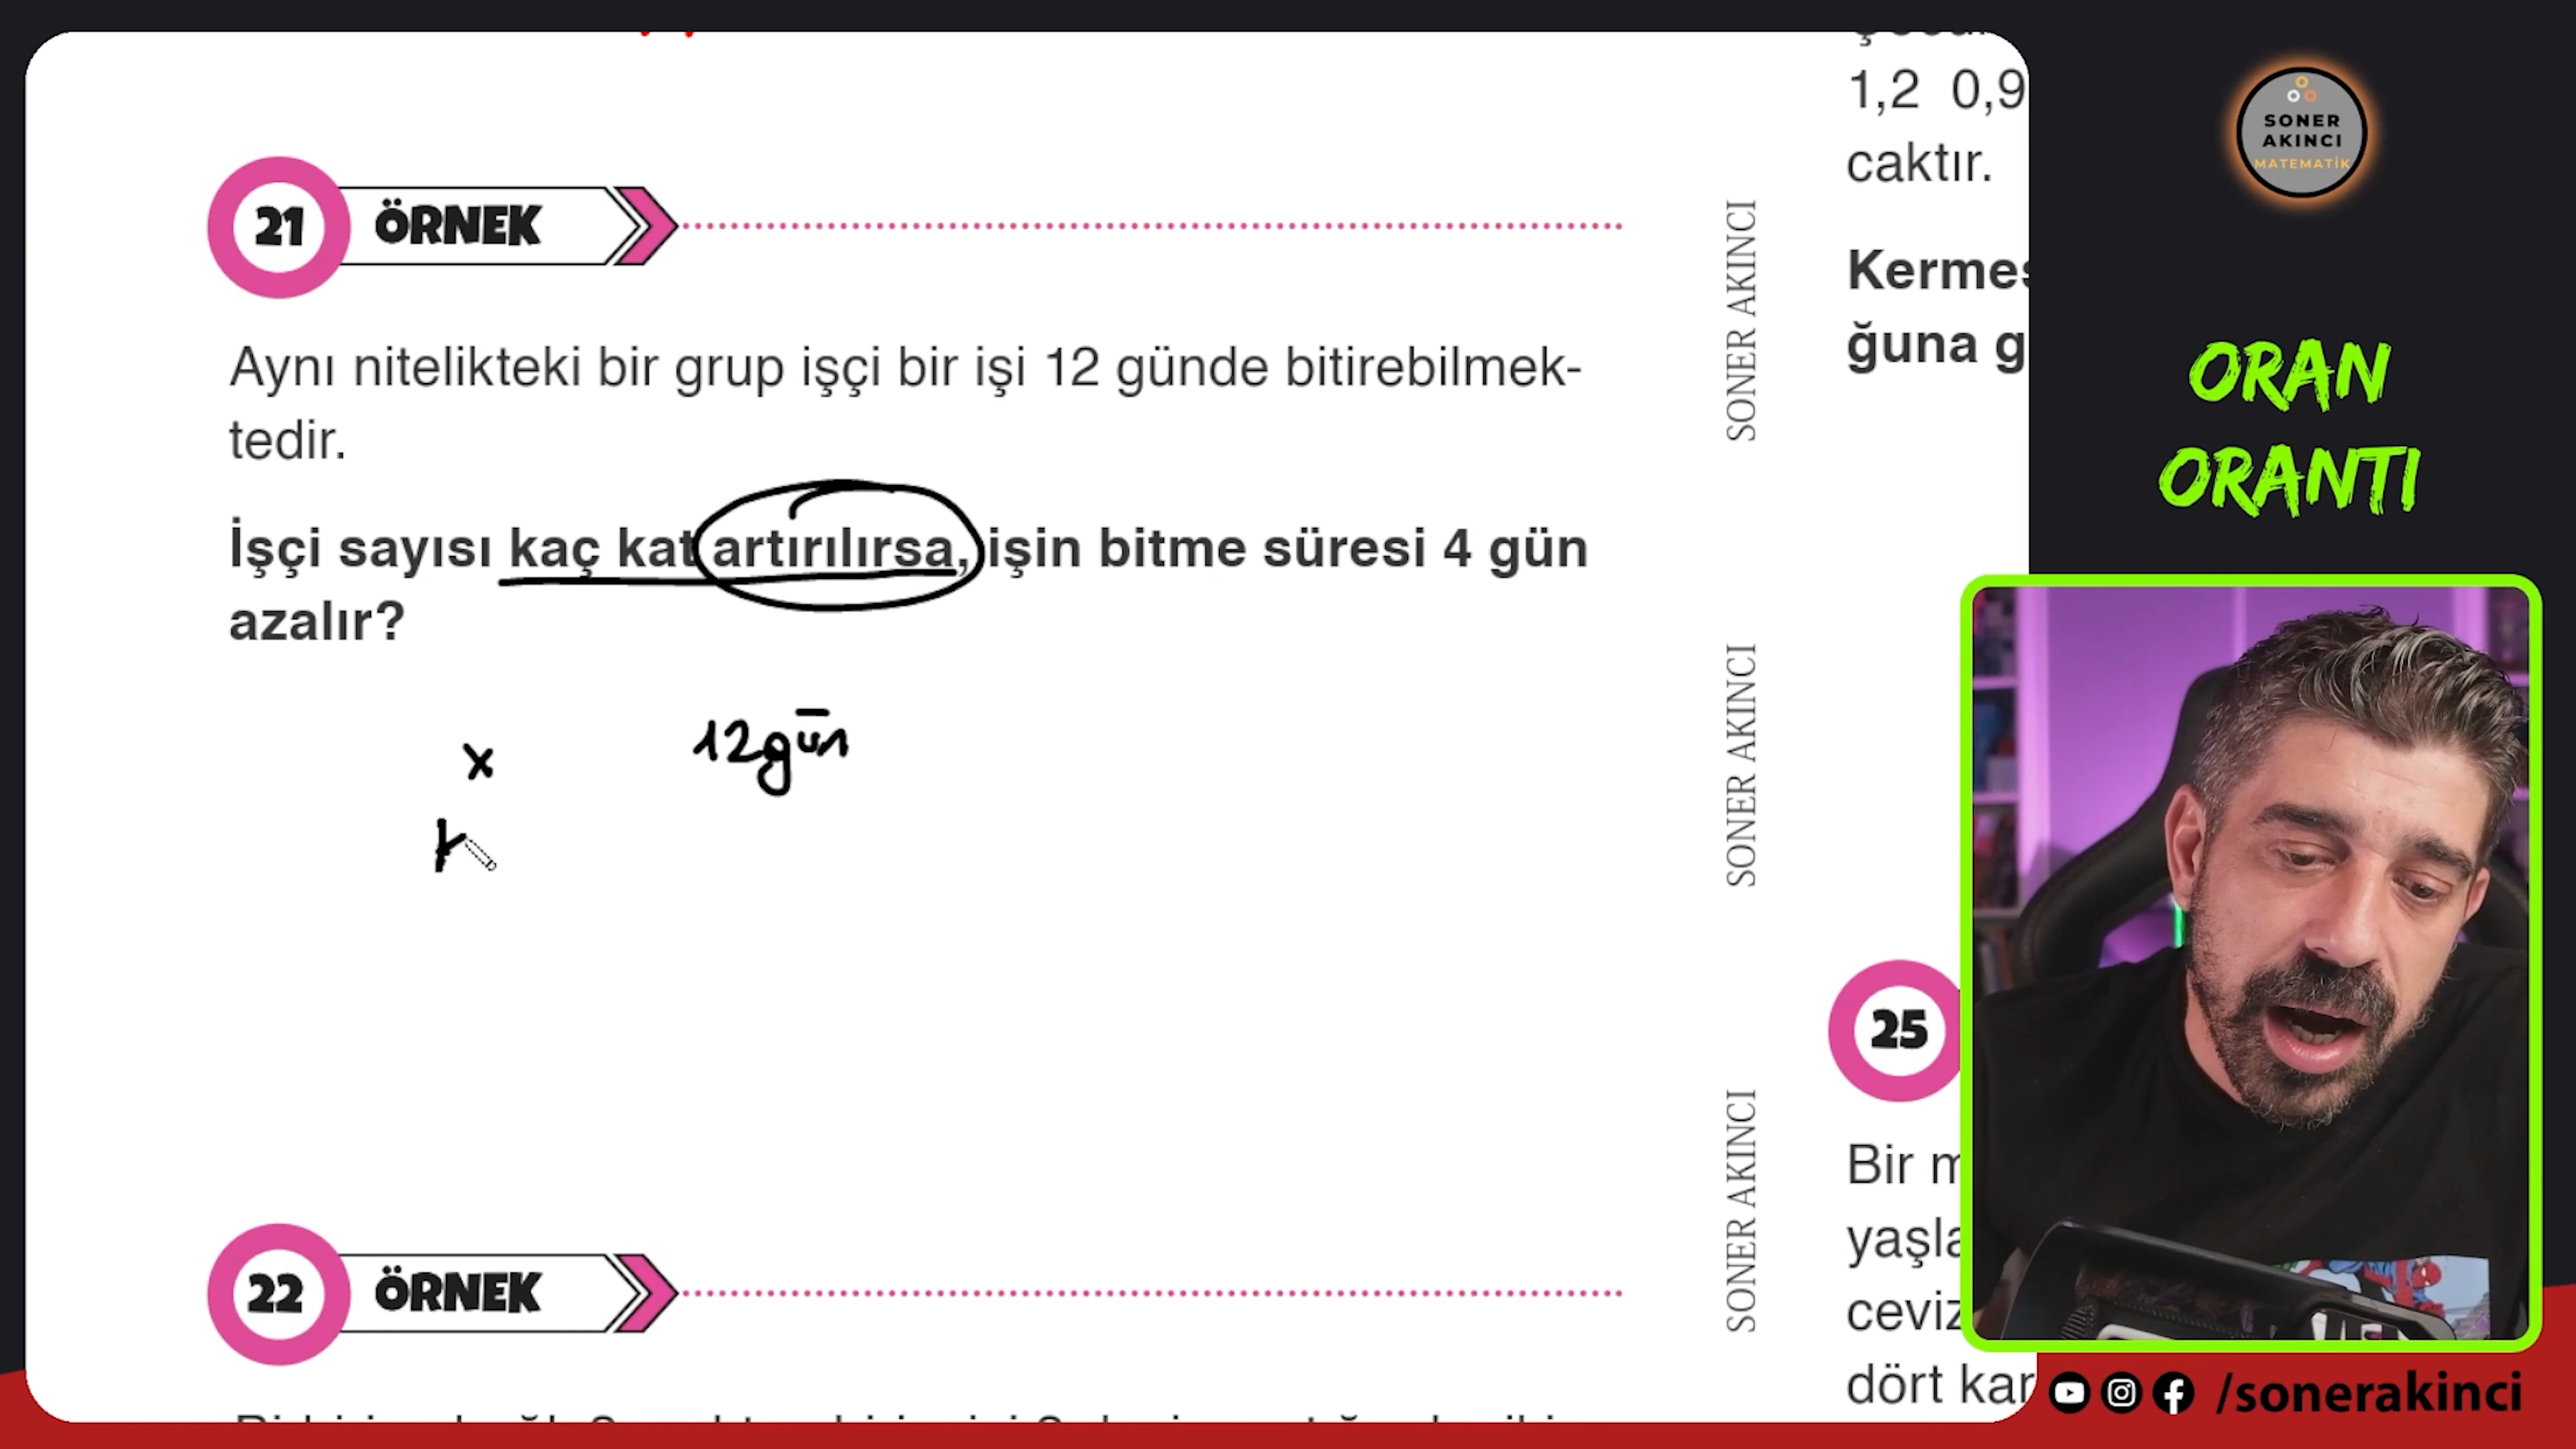 21 ÖRNEK
Aynı nitelikteki bir grup işçi bir işi 12 günde bitirebilmek-
tedir.
İşçi sayısı kaç kat artırılırsa, işin bitme süresi 4 gün
azalır?
x 12gün
k
22 ÖRNEK
SONER AKINCI
SONER AKINCI
SONER AKINCI
1,2 0,9
caktır.
Kermes
ğuna g
25
Bir m
yaşla
ceviz
dört kar
SONER
AKINCI
MATEMATİK
ORAN
ORANTI
/sonerakinci